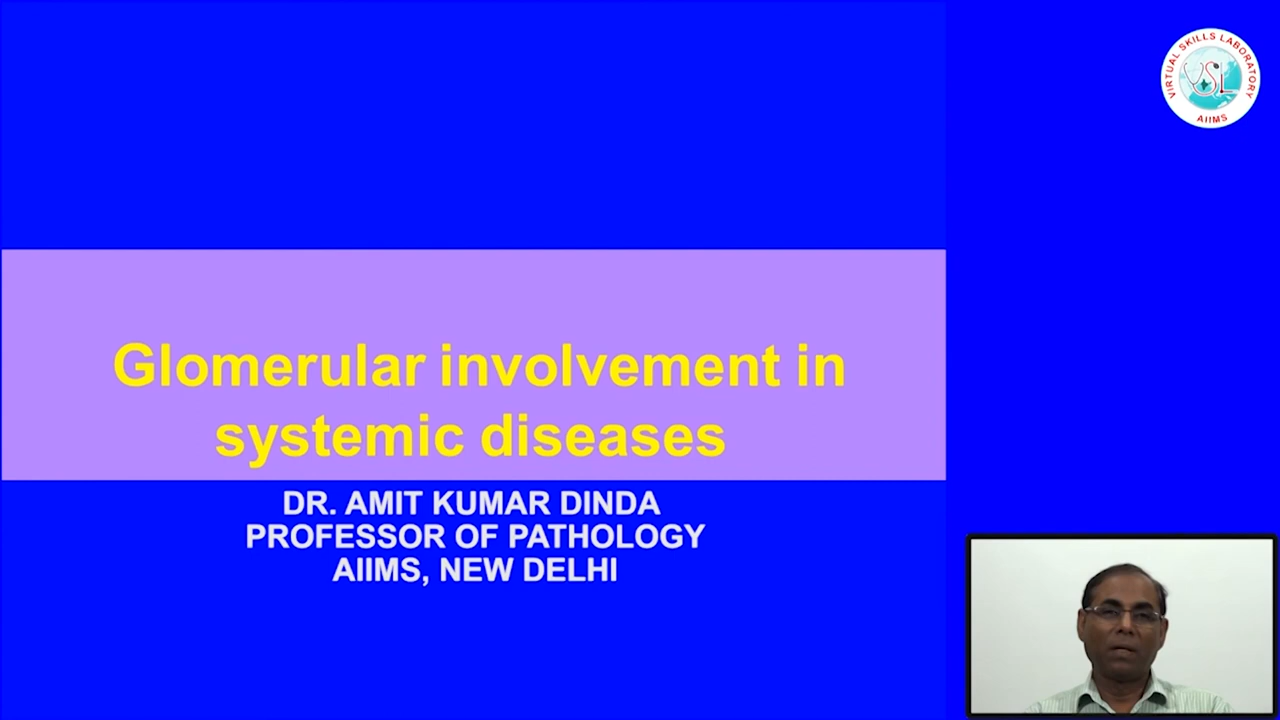 VIRTUAL SKILLS LABORATORY
VSL
AIIMS
Glomerular involvement in
systemic diseases
DR. AMIT KUMAR DINDA
PROFESSOR OF PATHOLOGY
AIIMS, NEW DELHI